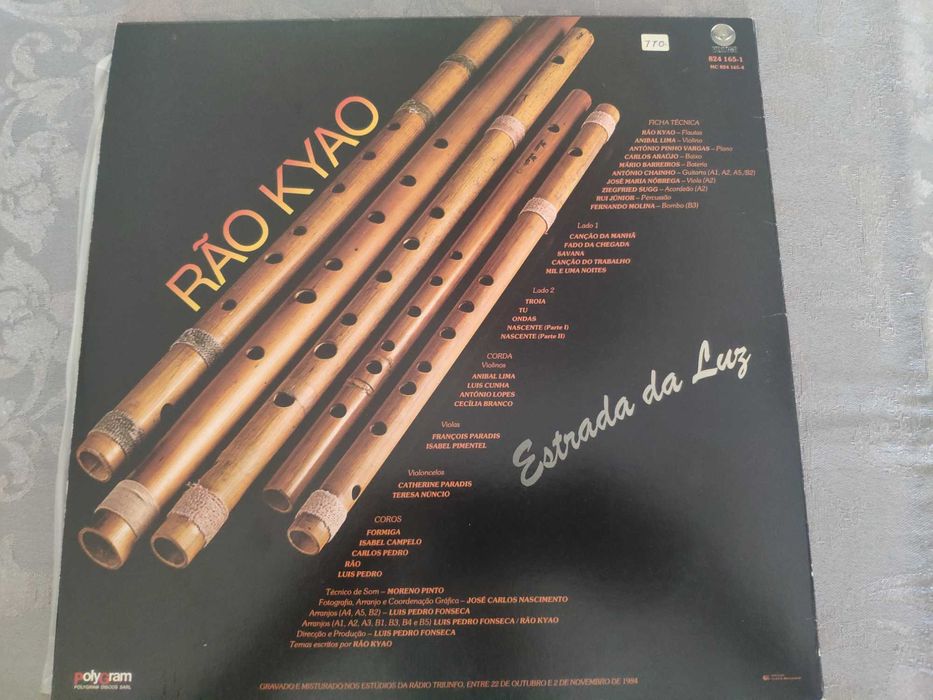 TTO-
824 165-1
MC 824 165-4
RÃO KYAO
FICHA TÉCNICA
RÃO KYAO – Flautas
ANIBAL LIMA – Violino
ANTÓNIO PINHO VARGAS – Piano
CARLOS ARAÚJO – Baixo
MÁRIO BARREIROS – Bateria
ANTÓNIO CHAINHO – Guitarra (A1, A2, A5,/B2)
JOSÉ MARIA NÓBREGA – Viola (A2)
ZIEGFRIED SUGG – Acordeão (A2)
RUI JÚNIOR – Percussão
FERNANDO MOLINA – Bombo (B3)
Lado 1
CANÇÃO DA MANHÃ
FADO DA CHEGADA
SAVANA
CANÇÃO DO TRABALHO
MIL E UMA NOITES
Lado 2
TROIA
TU
ONDAS
NASCENTE (Parte I)
NASCENTE (Parte II)
CORDA
Violinos
ANIBAL LIMA
LUIS CUNHA
ANTÓNIO LOPES
CECÍLIA BRANCO
Violas
FRANÇOIS PARADIS
ISABEL PIMENTEL
Violoncelos
CATHERINE PARADIS
TERESA NÚNCIO
COROS
FORMIGA
ISABEL CAMPELO
CARLOS PEDRO
RÃO
LUIS PEDRO
Estrada da Luz
Técnico de Som – MORENO PINTO
Fotografia, Arranjo e Coordenação Gráfica – JOSÉ CARLOS NASCIMENTO
Arranjos (A4, A5, B2) – LUIS PEDRO FONSECA
Arranjos (A1, A2, A3, B1, B3, B4 e B5) LUIS PEDRO FONSECA / RÃO KYAO
Direcção e Produção – LUIS PEDRO FONSECA
Temas escritos por RÃO KYAO
polyGram
POLYGRAM DISCOS SARL
GRAVADO E MISTURADO NOS ESTÚDIOS DA RÁDIO TRIUNFO, ENTRE 22 DE OUTUBRO E 2 DE NOVEMBRO DE 1984